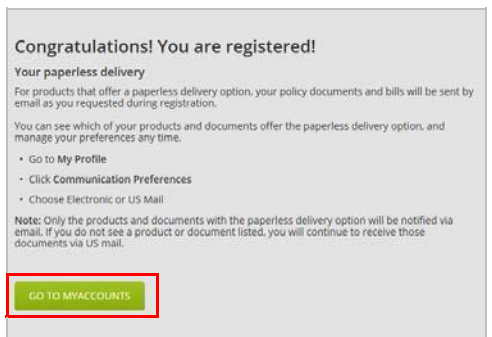 Congratulations! You are registered!
Your paperless delivery
For products that offer a paperless delivery option, your policy documents and bills will be sent by
email as you requested during registration.
You can see which of your products and documents offer the paperless delivery option, and
manage your preferences any time.
• Go to My Profile
• Click Communication Preferences
• Choose Electronic or US Mail
Note: Only the products and documents with the paperless delivery option will be notified via
email. If you do not see a product or document listed, you will continue to receive those
documents via US mail.
GO TO MYACCOUNTS